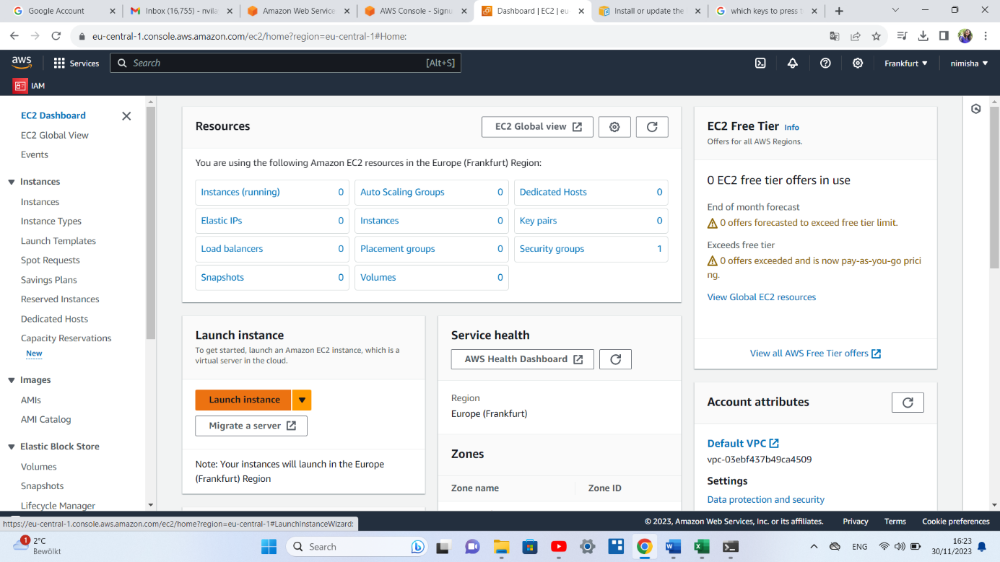 Google Account
Inbox (16,755) - nvila
Amazon Web Service
AWS Console - Signu
Dashboard | EC2 | eu-
Install or update the
which keys to press t
eu-central-1.console.aws.amazon.com/ec2/home?region=eu-central-1#Home:
aws
Services
Search
[Alt+S]
Frankfurt
nimisha
IAM
EC2 Dashboard
EC2 Global View
Events
Instances
Instances
Instance Types
Launch Templates
Spot Requests
Savings Plans
Reserved Instances
Dedicated Hosts
Capacity Reservations
New
Images
AMIs
AMI Catalog
Elastic Block Store
Volumes
Snapshots
Lifecycle Manager
Resources
EC2 Global view
You are using the following Amazon EC2 resources in the Europe (Frankfurt) Region:
Instances (running) 0
Auto Scaling Groups 0
Dedicated Hosts 0
Elastic IPs 0
Instances 0
Key pairs 0
Load balancers 0
Placement groups 0
Security groups 1
Snapshots 0
Volumes 0
Launch instance
To get started, launch an Amazon EC2 instance, which is a
virtual server in the cloud.
Launch instance
Migrate a server
Note: Your instances will launch in the Europe
(Frankfurt) Region
Service health
AWS Health Dashboard
Region
Europe (Frankfurt)
Zones
Zone name
Zone ID
EC2 Free Tier Info
Offers for all AWS Regions.
0 EC2 free tier offers in use
End of month forecast
0 offers forecasted to exceed free tier limit.
Exceeds free tier
0 offers exceeded and is now pay-as-you-go prici
ng.
View Global EC2 resources
View all AWS Free Tier offers
Account attributes
Default VPC
vpc-03ebf437b49ca4509
Settings
Data protection and security
https://eu-central-1.console.aws.amazon.com/ec2/home?region=eu-central-1#LaunchInstanceWizard:
© 2023, Amazon Web Services, Inc. or its affiliates.
Privacy
Terms
Cookie preferences
1
2°C
Bewölkt
Search
ENG
16:23
30/11/2023